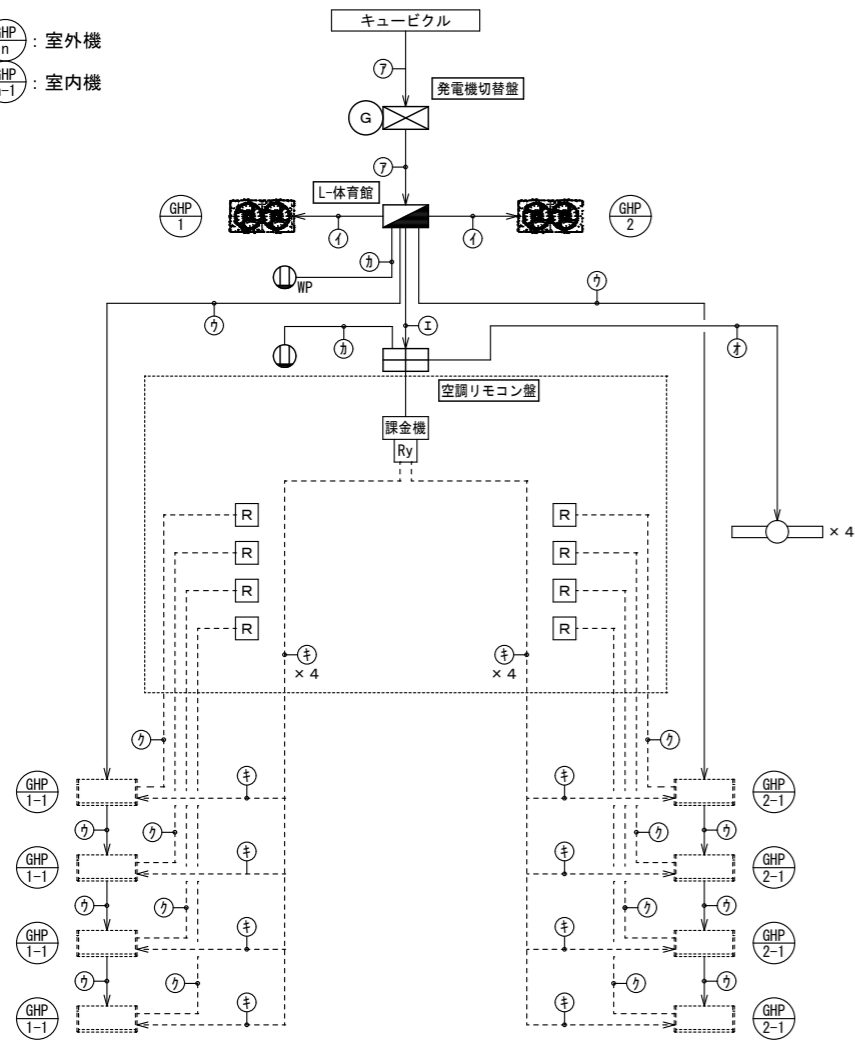 GHP
n
：室外機
GHP
n-1
：室内機
キュービクル
㋐
発電機切替盤
G
㋐
L-体育館
GHP
1
GHP
2
㋑
㋑
㋕
WP
㋒
㋒
㋓
㋕
㋔
空調リモコン盤
課金機
Ry
R
R
R
R
R
R
R
R
×4
㋖
×4
㋖
×4
㋗
㋗
GHP
1-1
㋖
㋖
GHP
2-1
㋒
㋗
㋗
㋒
GHP
1-1
㋖
㋖
GHP
2-1
㋒
㋗
㋗
㋒
GHP
1-1
㋖
㋖
GHP
2-1
㋒
㋗
㋗
㋒
GHP
1-1
㋖
㋖
GHP
2-1